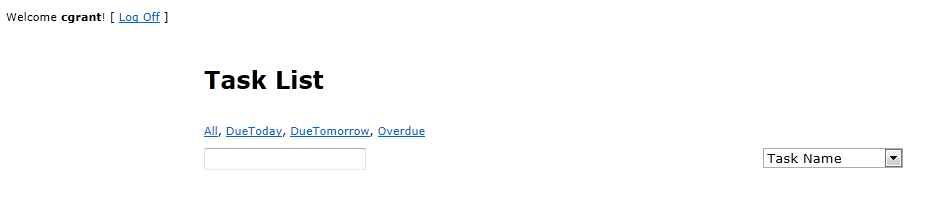 Welcome cgrant! [ Log Off ]
Task List
All, DueToday, DueTomorrow, Overdue
Task Name